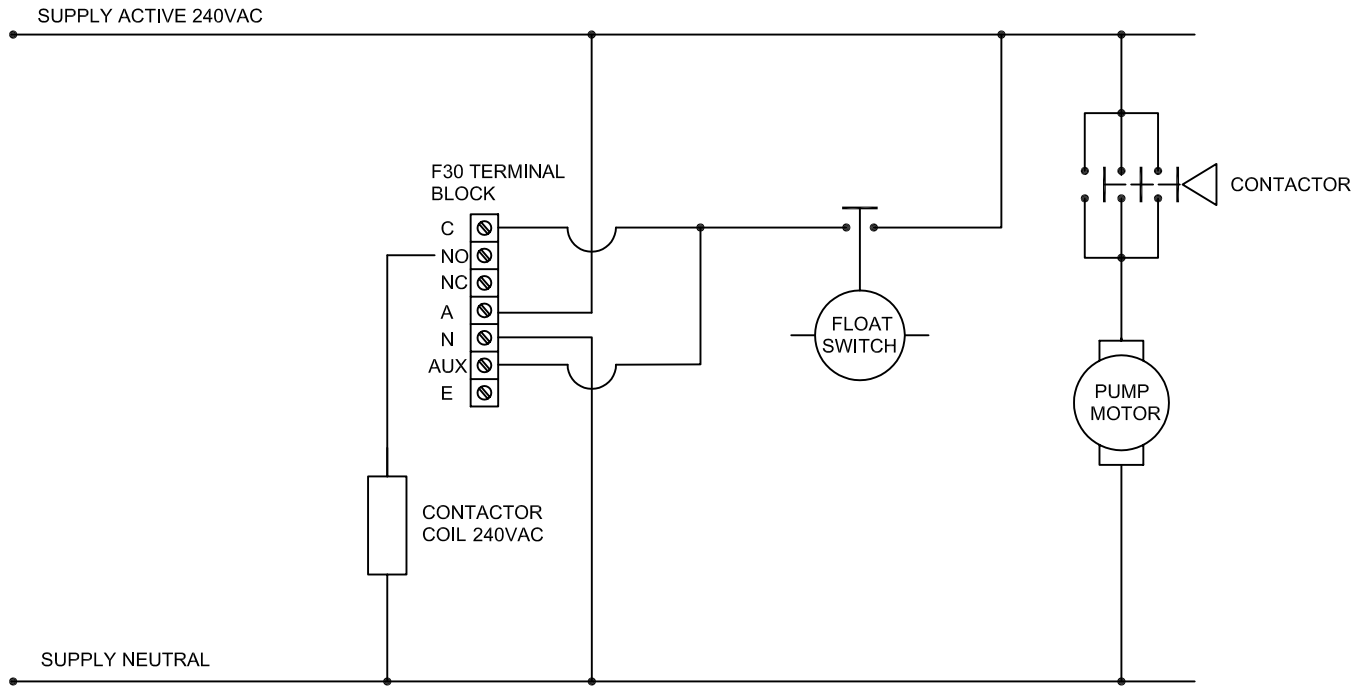 SUPPLY ACTIVE 240VAC
F30 TERMINAL
BLOCK
C
NO
NC
A
N
AUX
E
CONTACTOR
FLOAT
SWITCH
PUMP
MOTOR
CONTACTOR
COIL 240VAC
SUPPLY NEUTRAL